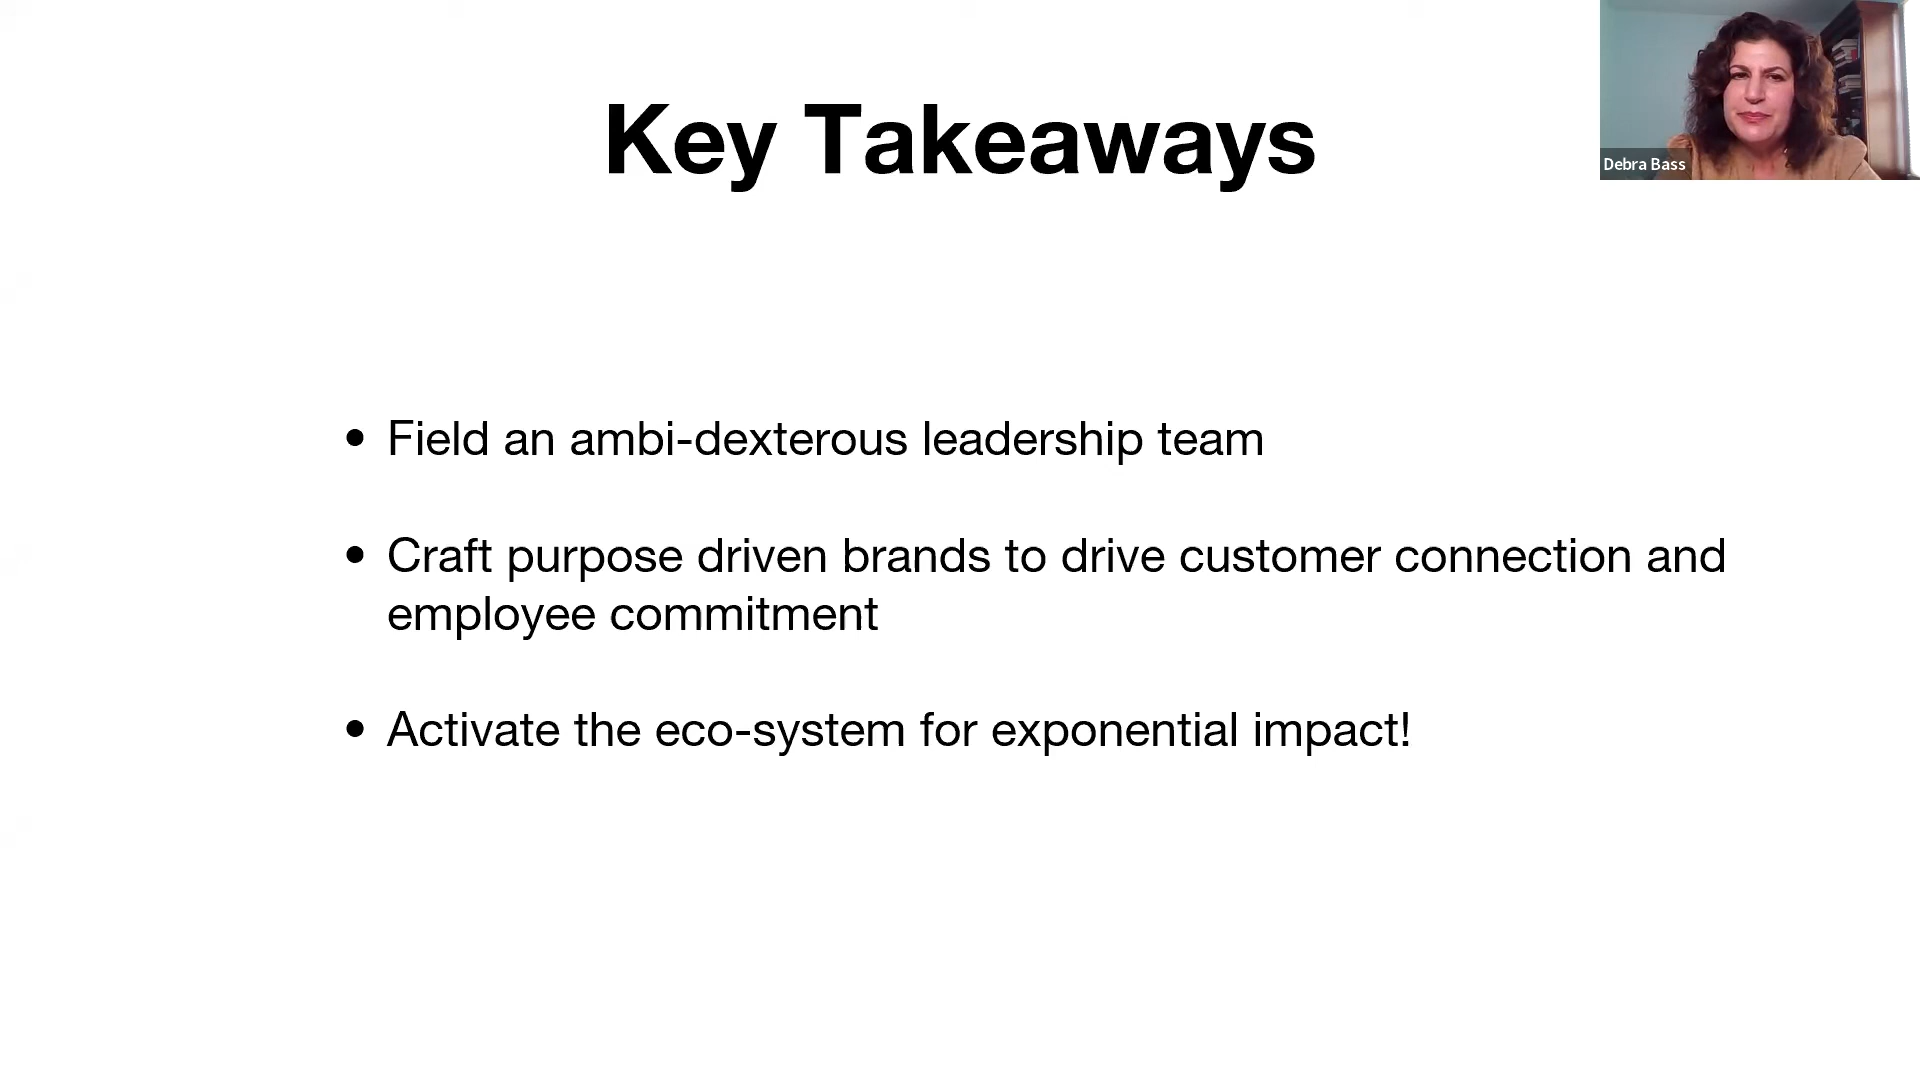 Key Takeaways
Debra Bass
• Field an ambi-dexterous leadership team
• Craft purpose driven brands to drive customer connection and
employee commitment
• Activate the eco-system for exponential impact!